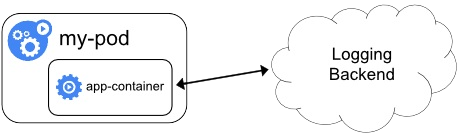 my-pod
app-container
Logging
Backend